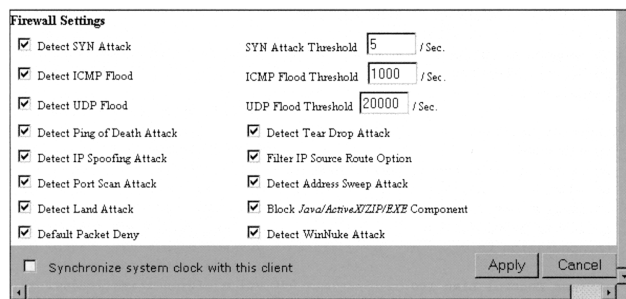 Firewall Settings
Detect SYN Attack SYN Attack Threshold 5 / Sec.
Detect ICMP Flood ICMP Flood Threshold 1000 / Sec.
Detect UDP Flood UDP Flood Threshold 20000 / Sec.
Detect Ping of Death Attack Detect Tear Drop Attack
Detect IP Spoofing Attack Filter IP Source Route Option
Detect Port Scan Attack Detect Address Sweep Attack
Detect Land Attack Block Java/ActiveX/ZIP/EXE Component
Default Packet Deny Detect WinNuke Attack
Synchronize system clock with this client Apply Cancel